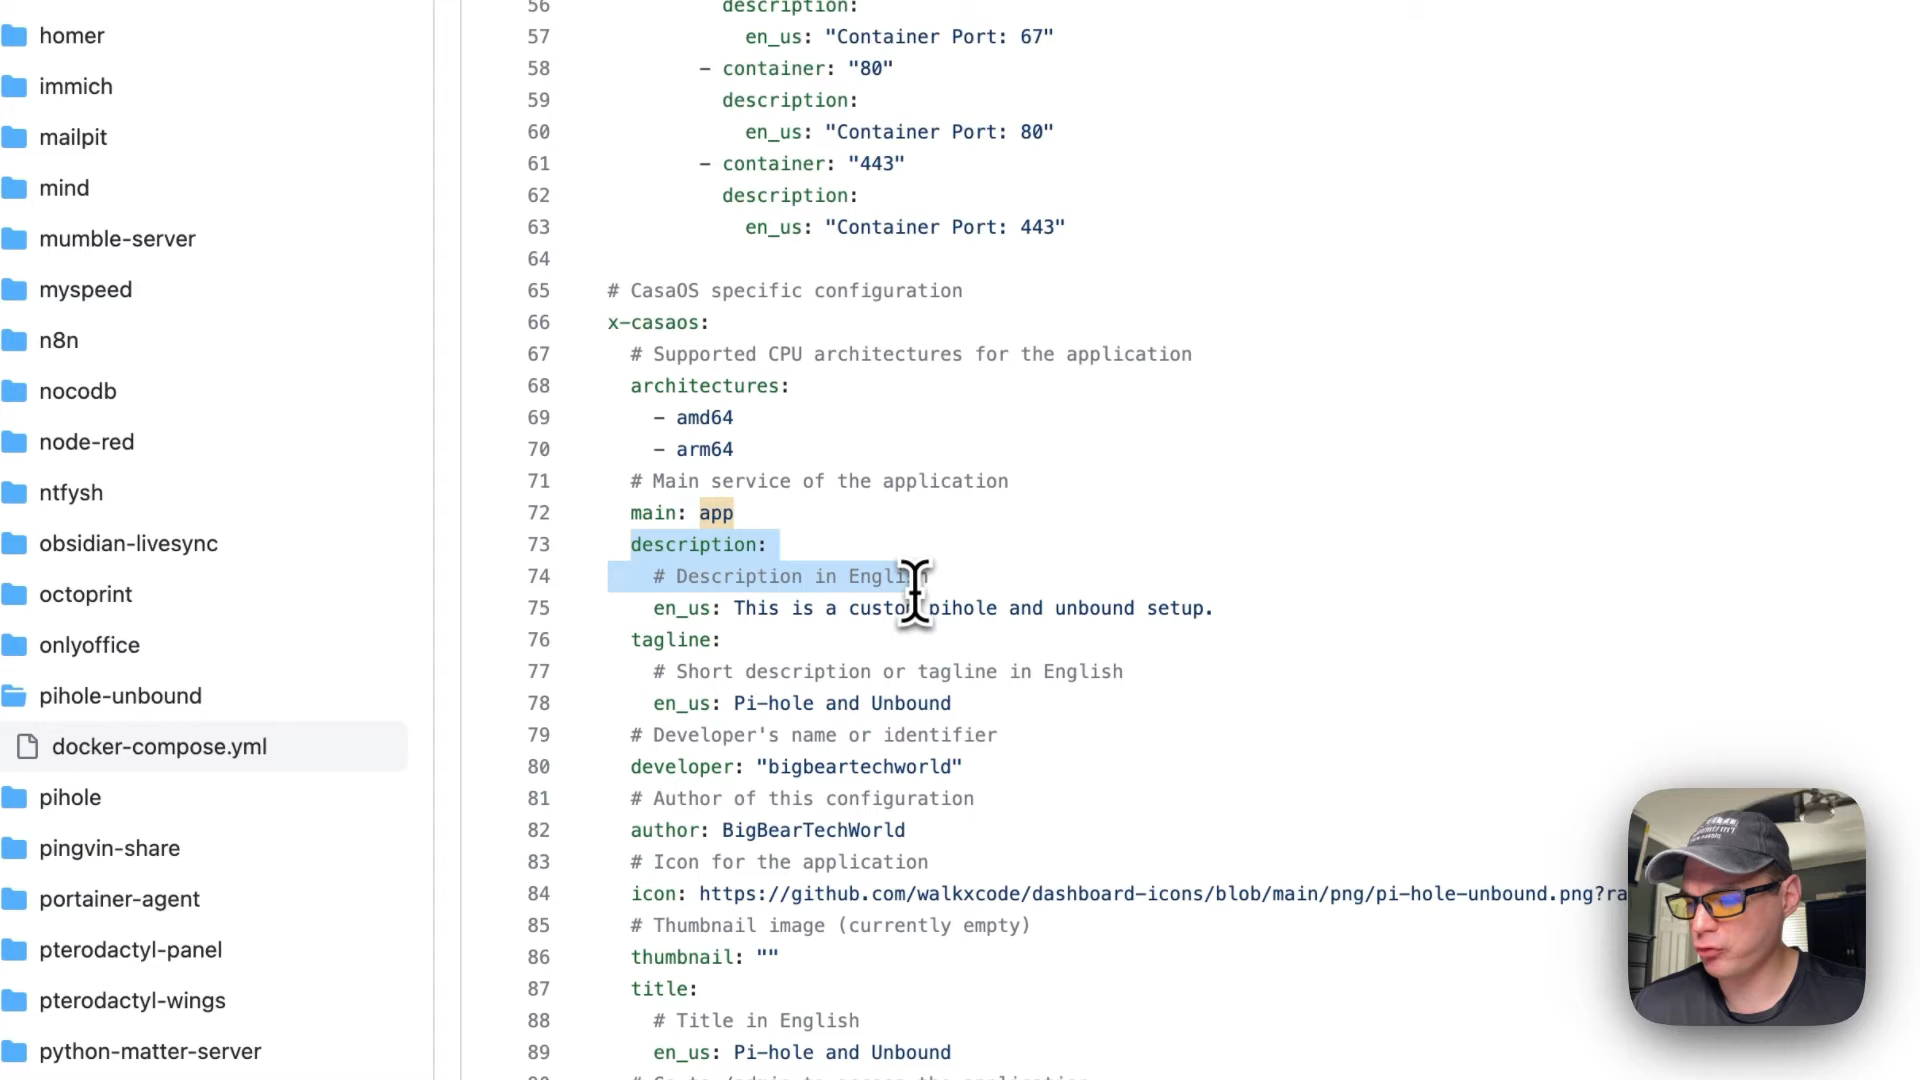 homer
immich
mailpit
mind
mumble-server
myspeed
n8n
nocodb
node-red
ntfysh
obsidian-livesync
octoprint
onlyoffice
pihole-unbound
docker-compose.yml
pihole
pingvin-share
portainer-agent
pterodactyl-panel
pterodactyl-wings
python-matter-server
56 description:
57 en_us: "Container Port: 67"
58 - container: "80"
59 description:
60 en_us: "Container Port: 80"
61 - container: "443"
62 description:
63 en_us: "Container Port: 443"
64
65 # CasaOS specific configuration
66 x-casaos:
67 # Supported CPU architectures for the application
68 architectures:
69 - amd64
70 - arm64
71 # Main service of the application
72 main: app
73 description:
74 # Description in English
75 en_us: This is a custom pihole and unbound setup.
76 tagline:
77 # Short description or tagline in English
78 en_us: Pi-hole and Unbound
79 # Developer's name or identifier
80 developer: "bigbeartechworld"
81 # Author of this configuration
82 author: BigBearTechWorld
83 # Icon for the application
84 icon: https://github.com/walkxcode/dashboard-icons/blob/main/png/pi-hole-unbound.png?ra
85 # Thumbnail image (currently empty)
86 thumbnail: ""
87 title:
88 # Title in English
89 en_us: Pi-hole and Unbound